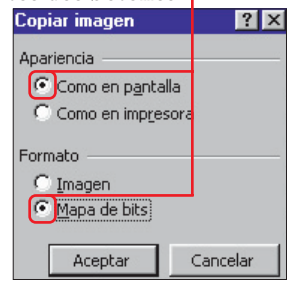 Copiar imagen
Apariencia
Como en pantalla
Como en impresora
Formato
Imagen
Mapa de bits
Aceptar
Cancelar